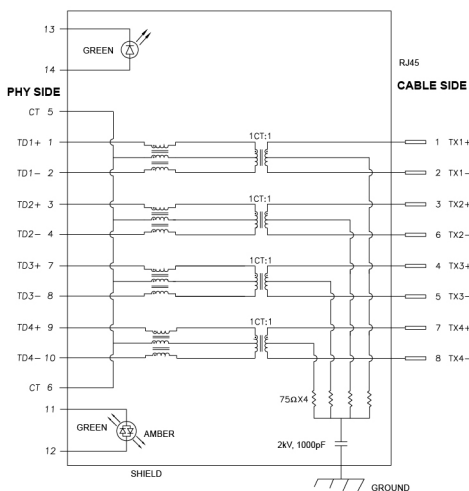 13
GREEN
14
RJ45
PHY SIDE
CABLE SIDE
CT 5
1CT:1
TD1+ 1
1 TX1+
TD1- 2
2 TX1-
1CT:1
TD2+ 3
3 TX2+
TD2- 4
6 TX2-
1CT:1
TD3+ 7
4 TX3+
TD3- 8
5 TX3-
1CT:1
TD4+ 9
7 TX4+
TD4- 10
8 TX4-
CT 6
75ΩX4
11
GREEN
AMBER
12
2kV, 1000pF
SHIELD
GROUND